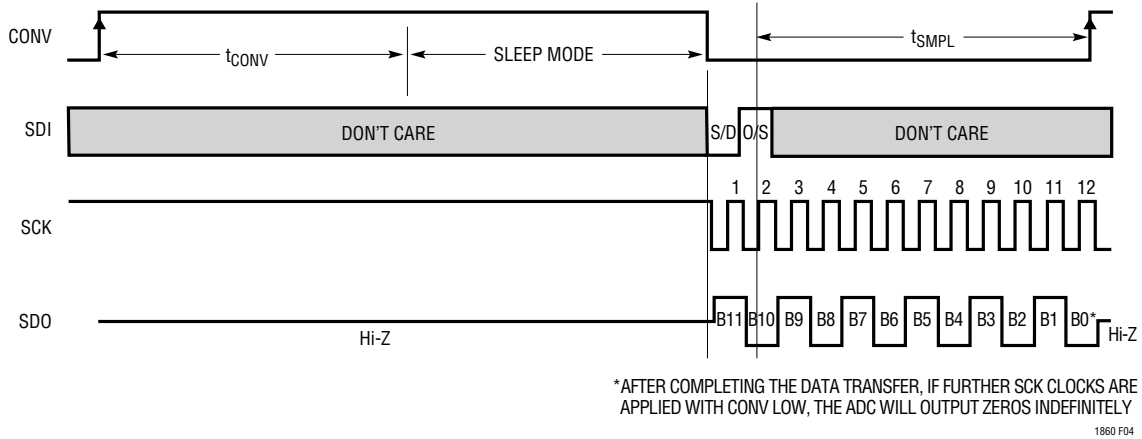 CONV
tCONV
SLEEP MODE
tSMPL
SDI
DON'T CARE
S/D
O/S
DON'T CARE
1 2 3 4 5 6 7 8 9 10 11 12
SCK
SDO
Hi-Z
B11 B10 B9 B8 B7 B6 B5 B4 B3 B2 B1 B0*
Hi-Z
*AFTER COMPLETING THE DATA TRANSFER, IF FURTHER SCK CLOCKS ARE
APPLIED WITH CONV LOW, THE ADC WILL OUTPUT ZEROS INDEFINITELY
1860 F04